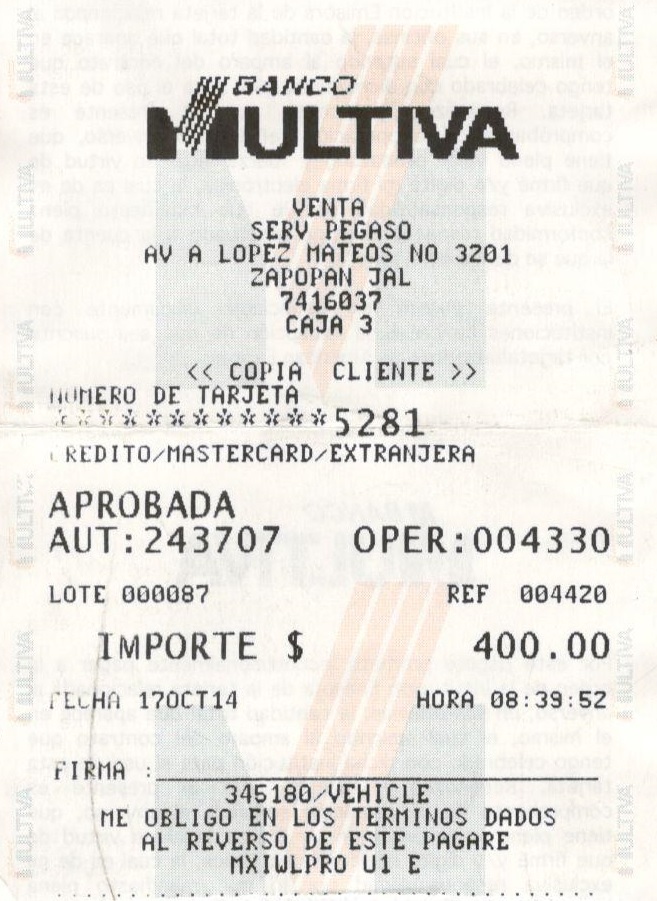 BANCO
MULTIVA
VENTA
SERV PEGASO
AV A LOPEZ MATEOS NO 3201
ZAPOPAN JAL
7416037
CAJA 3
<< COPIA CLIENTE >>
NUMERO DE TARJETA
************5281
CREDITO/MASTERCARD/EXTRANJERA
APROBADA
AUT:243707 OPER:004330
LOTE 000087 REF 004420
IMPORTE $ 400.00
FECHA 17OCT14 HORA 08:39:52
FIRMA :
345180/VEHICLE
ME OBLIGO EN LOS TERMINOS DADOS
AL REVERSO DE ESTE PAGARE
MXIWLPRO U1 E